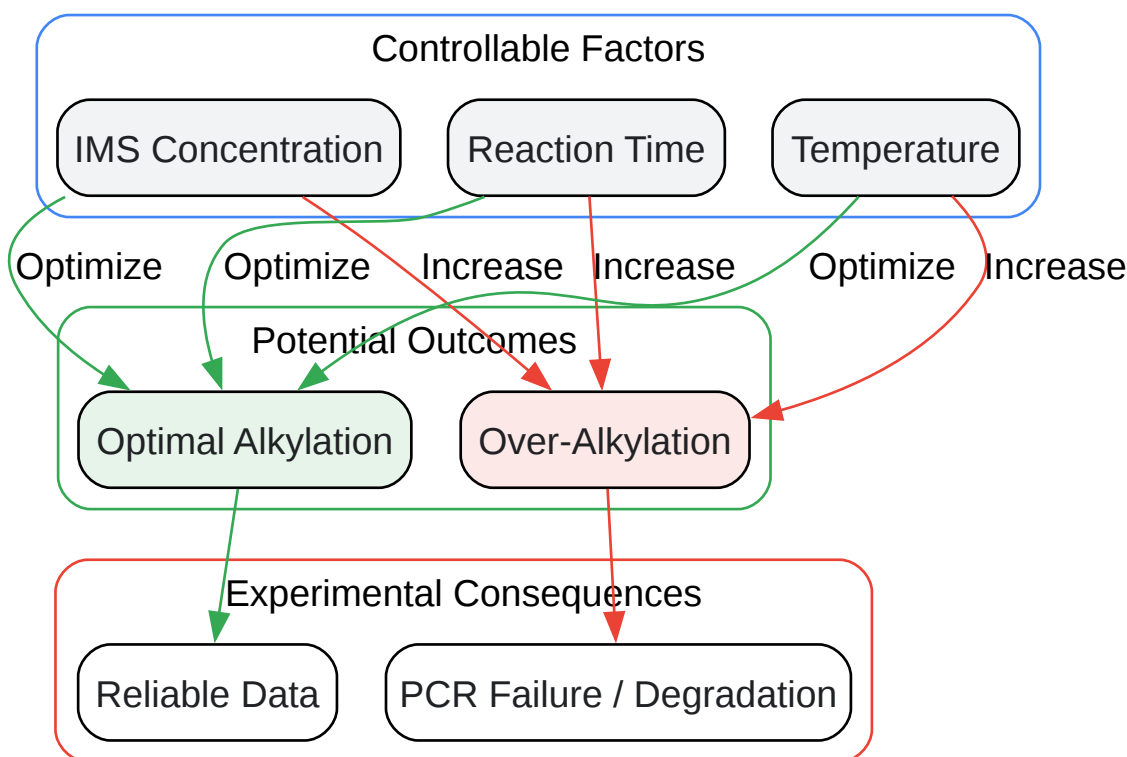 Controllable Factors
IMS Concentration
Reaction Time
Temperature
Optimize
Optimize
Increase
Increase
Optimize
Increase
Potential Outcomes
Optimal Alkylation
Over-Alkylation
Experimental Consequences
Reliable Data
PCR Failure / Degradation